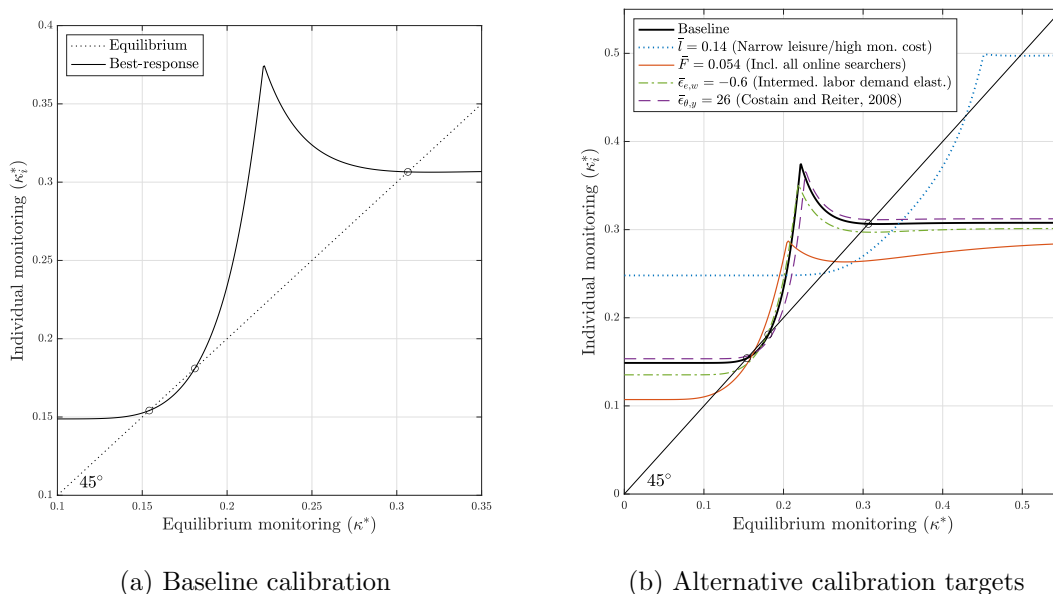 0.4
0.35
0.3
0.25
0.2
0.15
0.1
Individual monitoring (κ*ᵢ)
Equilibrium
Best-response
45°
0.1 0.15 0.2 0.25 0.3 0.35
Equilibrium monitoring (κ*)
(a) Baseline calibration
0.5
0.4
0.3
0.2
0.1
0
Individual monitoring (κ*ᵢ)
Baseline
l̄ = 0.14 (Narrow leisure/high mon. cost)
F̄ = 0.054 (Incl. all online searchers)
ε̄e,w = −0.6 (Intermed. labor demand elast.)
ε̄θ,y = 26 (Costain and Reiter, 2008)
45°
0 0.1 0.2 0.3 0.4 0.5
Equilibrium monitoring (κ*)
(b) Alternative calibration targets